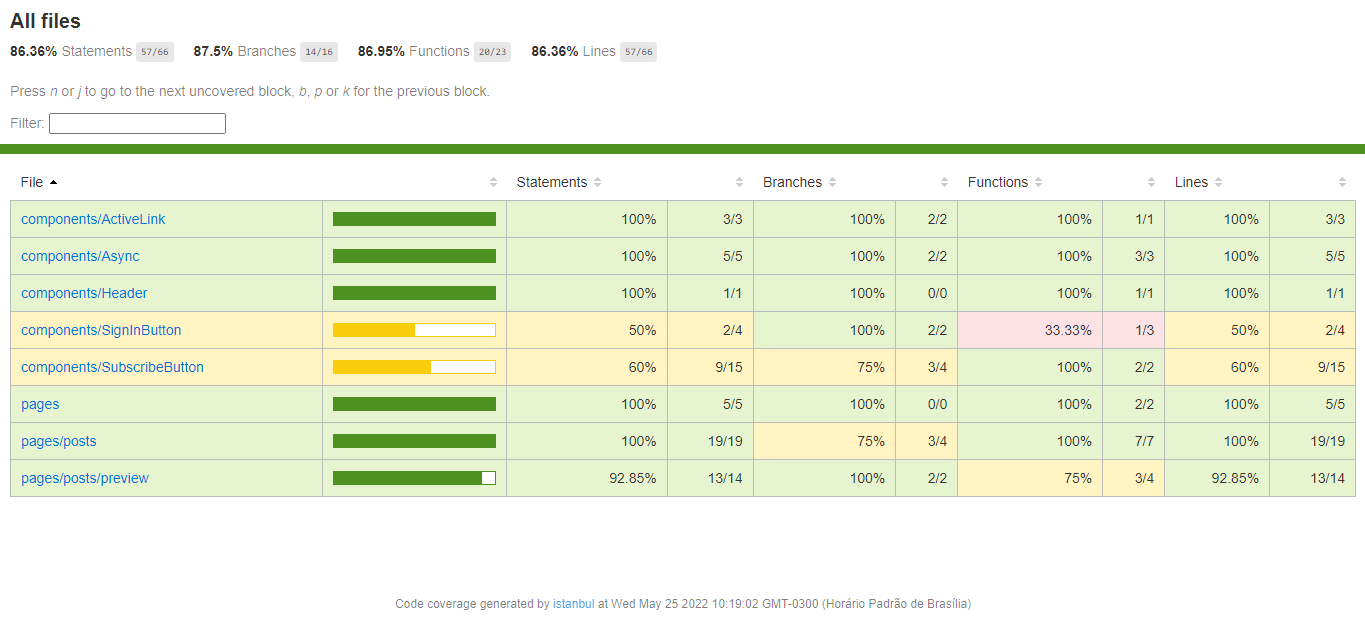 All files
86.36% Statements 57/66 87.5% Branches 14/16 86.95% Functions 20/23 86.36% Lines 57/66
Press n or j to go to the next uncovered block, b, p or k for the previous block.
Filter:
File Statements Branches Functions Lines
components/ActiveLink 100% 3/3 100% 2/2 100% 1/1 100% 3/3
components/Async 100% 5/5 100% 2/2 100% 3/3 100% 5/5
components/Header 100% 1/1 100% 0/0 100% 1/1 100% 1/1
components/SignInButton 50% 2/4 100% 2/2 33.33% 1/3 50% 2/4
components/SubscribeButton 60% 9/15 75% 3/4 100% 2/2 60% 9/15
pages 100% 5/5 100% 0/0 100% 2/2 100% 5/5
pages/posts 100% 19/19 75% 3/4 100% 7/7 100% 19/19
pages/posts/preview 92.85% 13/14 100% 2/2 75% 3/4 92.85% 13/14
Code coverage generated by istanbul at Wed May 25 2022 10:19:02 GMT-0300 (Horário Padrão de Brasília)